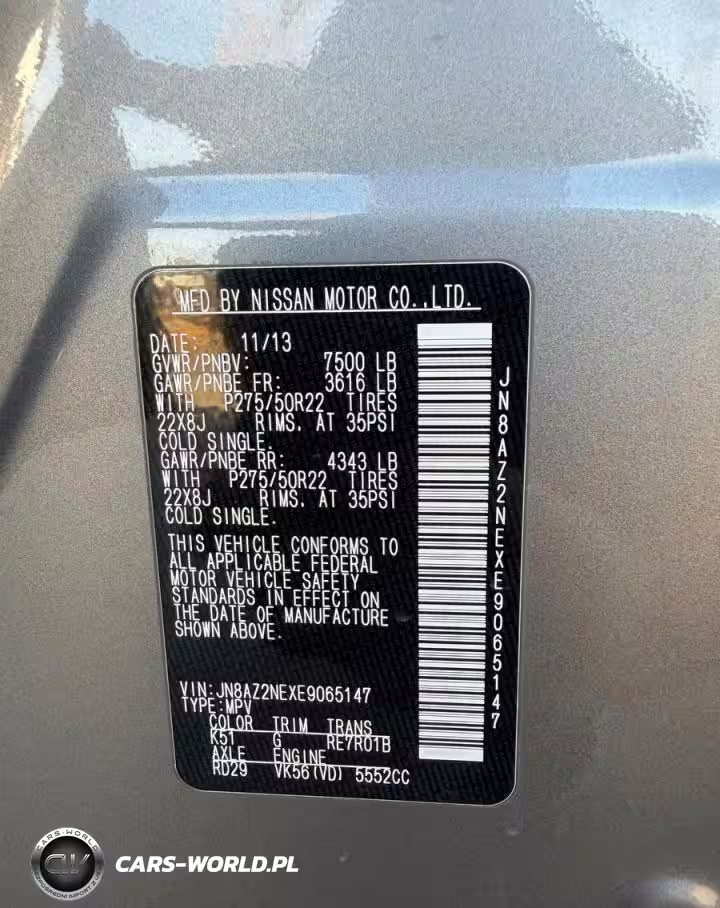 MFD BY NISSAN MOTOR CO.,LTD.
DATE: 11/13
GVWR/PNBV: 7500 LB
GAWR/PNBE FR: 3616 LB
WITH P275/50R22 TIRES
22X8J RIMS. AT 35PSI
COLD SINGLE.
GAWR/PNBE RR: 4343 LB
WITH P275/50R22 TIRES
22X8J RIMS. AT 35PSI
COLD SINGLE.
THIS VEHICLE CONFORMS TO
ALL APPLICABLE FEDERAL
MOTOR VEHICLE SAFETY
STANDARDS IN EFFECT ON
THE DATE OF MANUFACTURE
SHOWN ABOVE.
VIN:JN8AZ2NEXE9065147
TYPE:MPV
COLOR TRIM TRANS
K51 G RE7R01B
AXLE ENGINE
RD29 VK56(VD) 5552CC
JN8AZ2NEXE9065147
CARS-WORLD
CW
CARS-WORLD.PL